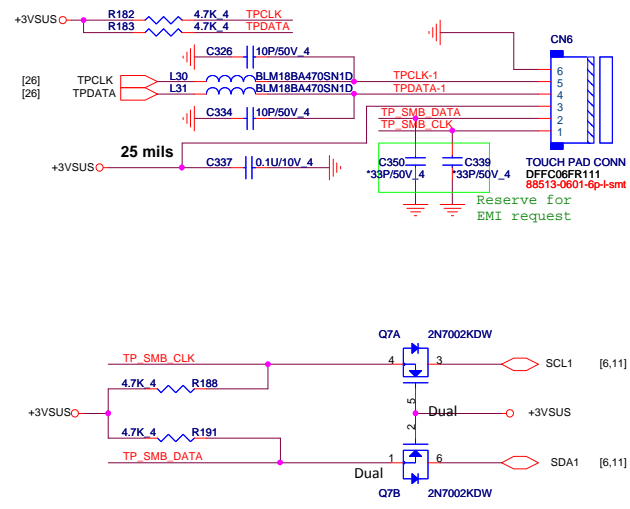 +3VSUS
R182 4.7K_4 TPCLK
R183 4.7K_4 TPDATA
CN6
C326 10P/50V_4
[26] TPCLK L30 BLM18BA470SN1D TPCLK-1
[26] TPDATA L31 BLM18BA470SN1D TPDATA-1
C334 10P/50V_4
TP_SMB_DATA
TP_SMB_CLK
6
5
4
3
2
1
25 mils
+3VSUS C337 0.1U/10V_4
C350 *33P/50V_4
C339 *33P/50V_4
TOUCH PAD CONN
DFFC06FR111
88513-0601-6p-l-smt
Reserve for
EMI request
Q7A 2N7002KDW
TP_SMB_CLK 4 3 SCL1 [6,11]
4.7K_4 R188
5
+3VSUS Dual +3VSUS
2
4.7K_4 R191
TP_SMB_DATA 1 6 SDA1 [6,11]
Dual
Q7B 2N7002KDW